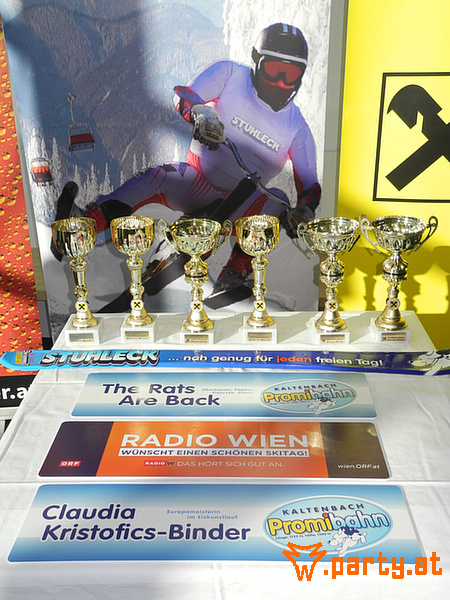 STUHLECK
STUHLECK ... nah genug für jeden freien Tag!
er.a
The Rats
Are Back
KALTENBACH
Promibahn
RADIO WIEN
WÜNSCHT EINEN SCHÖNEN SKITAG!
ORF RADIO W DAS HÖRT SICH GUT AN. wien.ORF.at
Claudia Europameisterin
im Eiskunstlauf
Kristofics-Binder
KALTENBACH
Promibahn
W.party.at